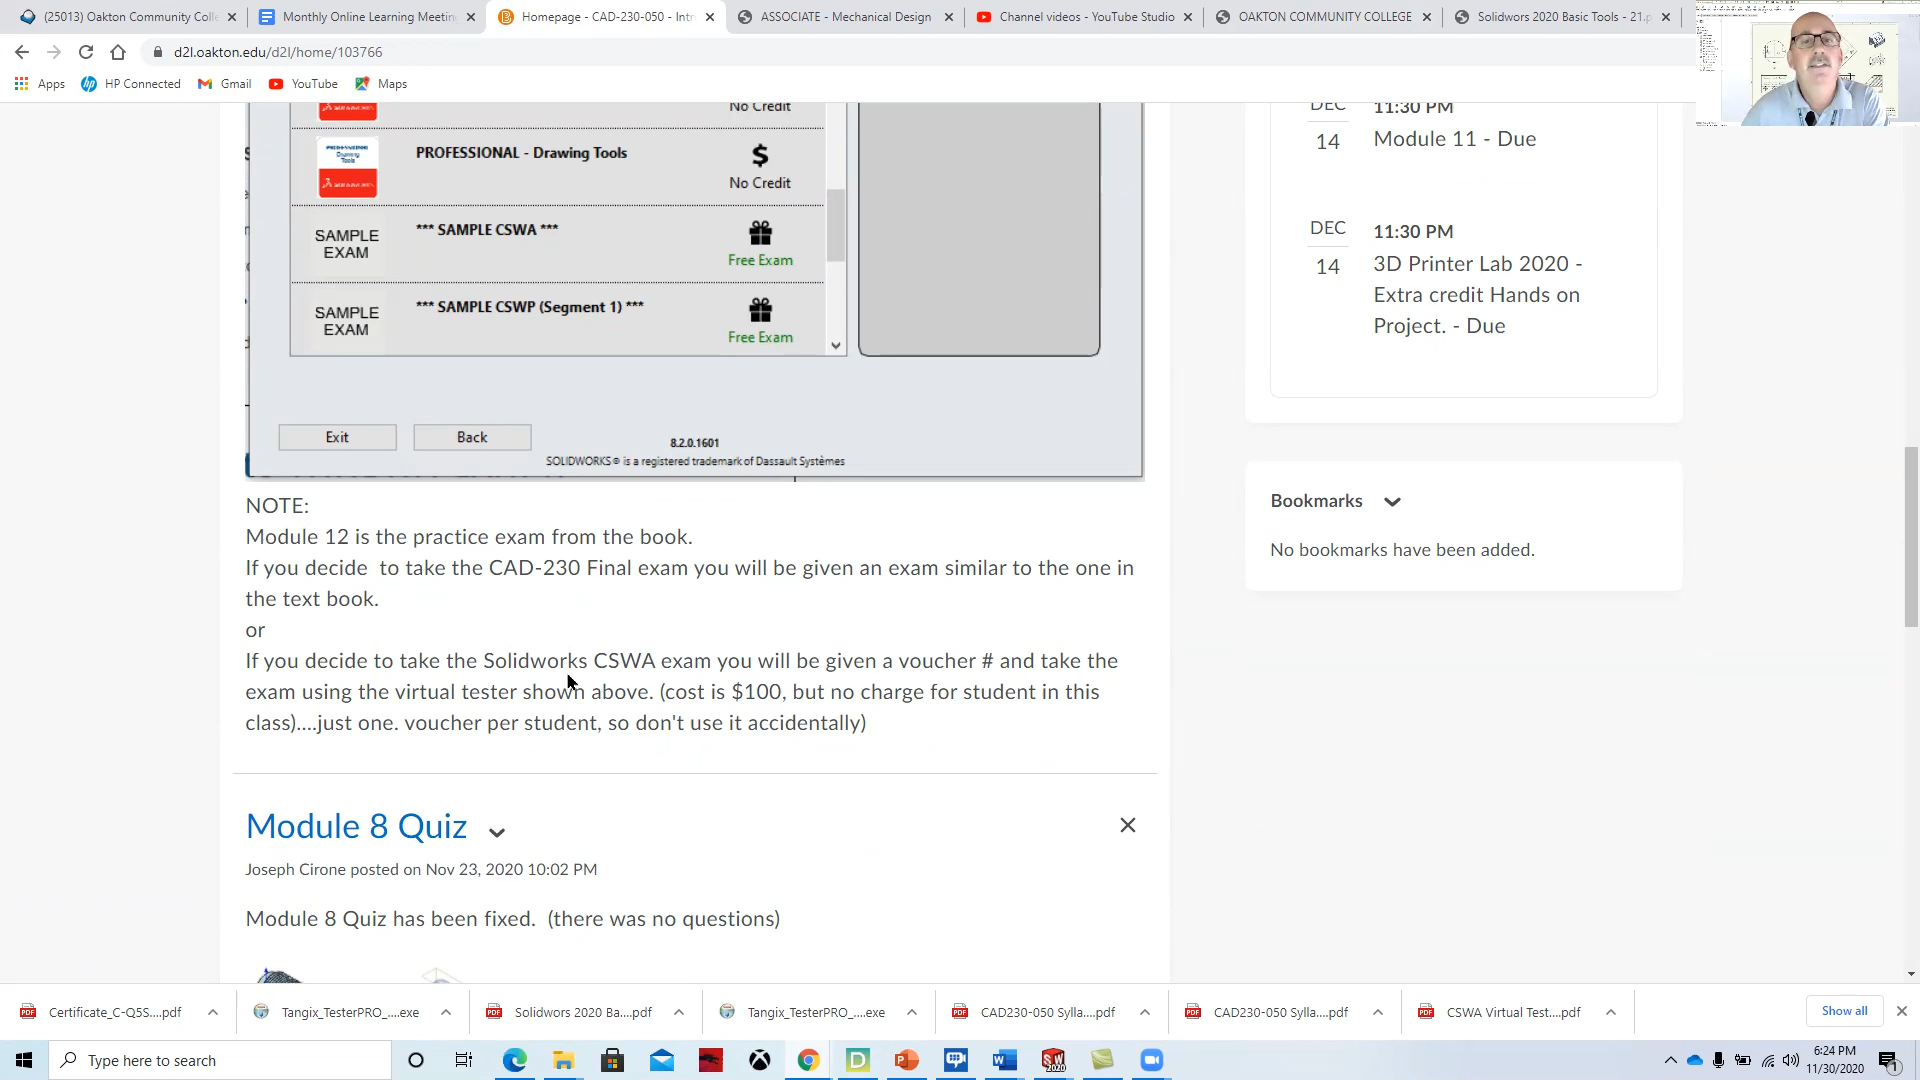 (25013) Oakton Community Colle
Monthly Online Learning Meetin
Homepage - CAD-230-050 - Intr
ASSOCIATE - Mechanical Design
Channel videos - YouTube Studio
OAKTON COMMUNITY COLLEGE
Solidwors 2020 Basic Tools - 21.p
d2l.oakton.edu/d2l/home/103766
Apps
HP Connected
Gmail
YouTube
Maps
No Credit
PROFESSIONAL - Drawing Tools
$
No Credit
SAMPLE
EXAM
*** SAMPLE CSWA ***
Free Exam
SAMPLE
EXAM
*** SAMPLE CSWP (Segment 1) ***
Free Exam
Exit
Back
8.2.0.1601
SOLIDWORKS® is a registered trademark of Dassault Systèmes
NOTE:
Module 12 is the practice exam from the book.
If you decide  to take the CAD-230 Final exam you will be given an exam similar to the one in
the text book.
or
If you decide to take the Solidworks CSWA exam you will be given a voucher # and take the
exam using the virtual tester shown above. (cost is $100, but no charge for student in this
class)....just one. voucher per student, so don't use it accidentally)
Module 8 Quiz
Joseph Cirone posted on Nov 23, 2020 10:02 PM
Module 8 Quiz has been fixed.  (there was no questions)
DEC
14
11:30 PM
Module 11 - Due
DEC
14
11:30 PM
3D Printer Lab 2020 -
Extra credit Hands on
Project. - Due
Bookmarks
No bookmarks have been added.
Certificate_C-Q5S....pdf
Tangix_TesterPRO_....exe
Solidwors 2020 Ba....pdf
Tangix_TesterPRO_....exe
CAD230-050 Sylla....pdf
CAD230-050 Sylla....pdf
CSWA Virtual Test....pdf
Show all
Type here to search
6:24 PM
11/30/2020